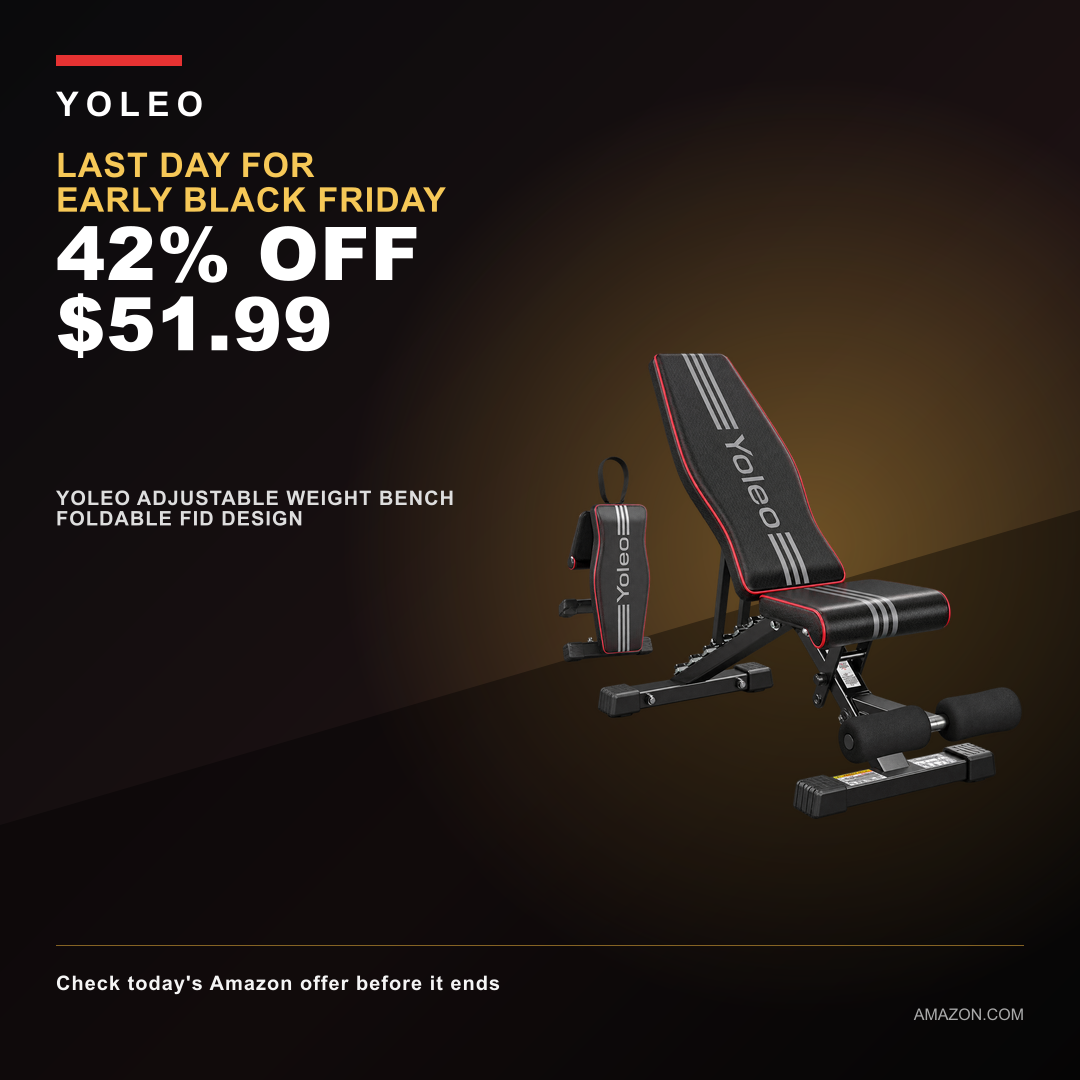 YOLEO
LAST DAY FOR
EARLY BLACK FRIDAY
42% OFF
$51.99
YOLEO ADJUSTABLE WEIGHT BENCH
FOLDABLE FID DESIGN
Yoleo
Yoleo
Check today's Amazon offer before it ends
AMAZON.COM